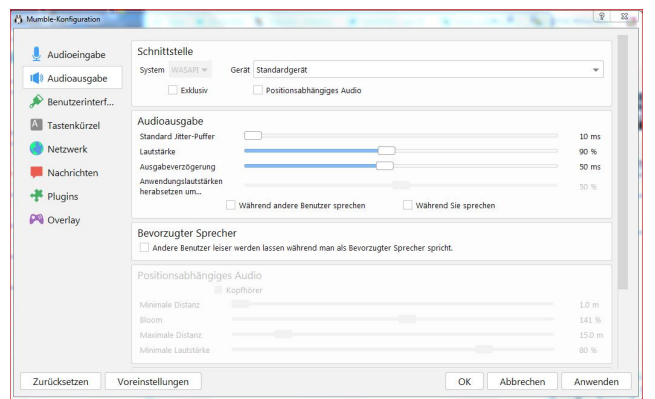 Mumble-Konfiguration
Audioeingabe
Audioausgabe
Benutzerinterf...
Tastenkürzel
Netzwerk
Nachrichten
Plugins
Overlay
Schnittstelle
System WASAPI Gerät Standardgerät
Exklusiv Positionsabhängiges Audio
Audioausgabe
Standard Jitter-Puffer 10 ms
Lautstärke 90 %
Ausgabeverzögerung 50 ms
Anwendungslautstärken
herabsetzen um... 50 %
Während andere Benutzer sprechen Während Sie sprechen
Bevorzugter Sprecher
Andere Benutzer leiser werden lassen während man als Bevorzugter Sprecher spricht.
Positionsabhängiges Audio
Kopfhörer
Minimale Distanz 1.0 m
Bloom 141 %
Maximale Distanz 15.0 m
Minimale Lautstärke 80 %
Zurücksetzen Voreinstellungen OK Abbrechen Anwenden